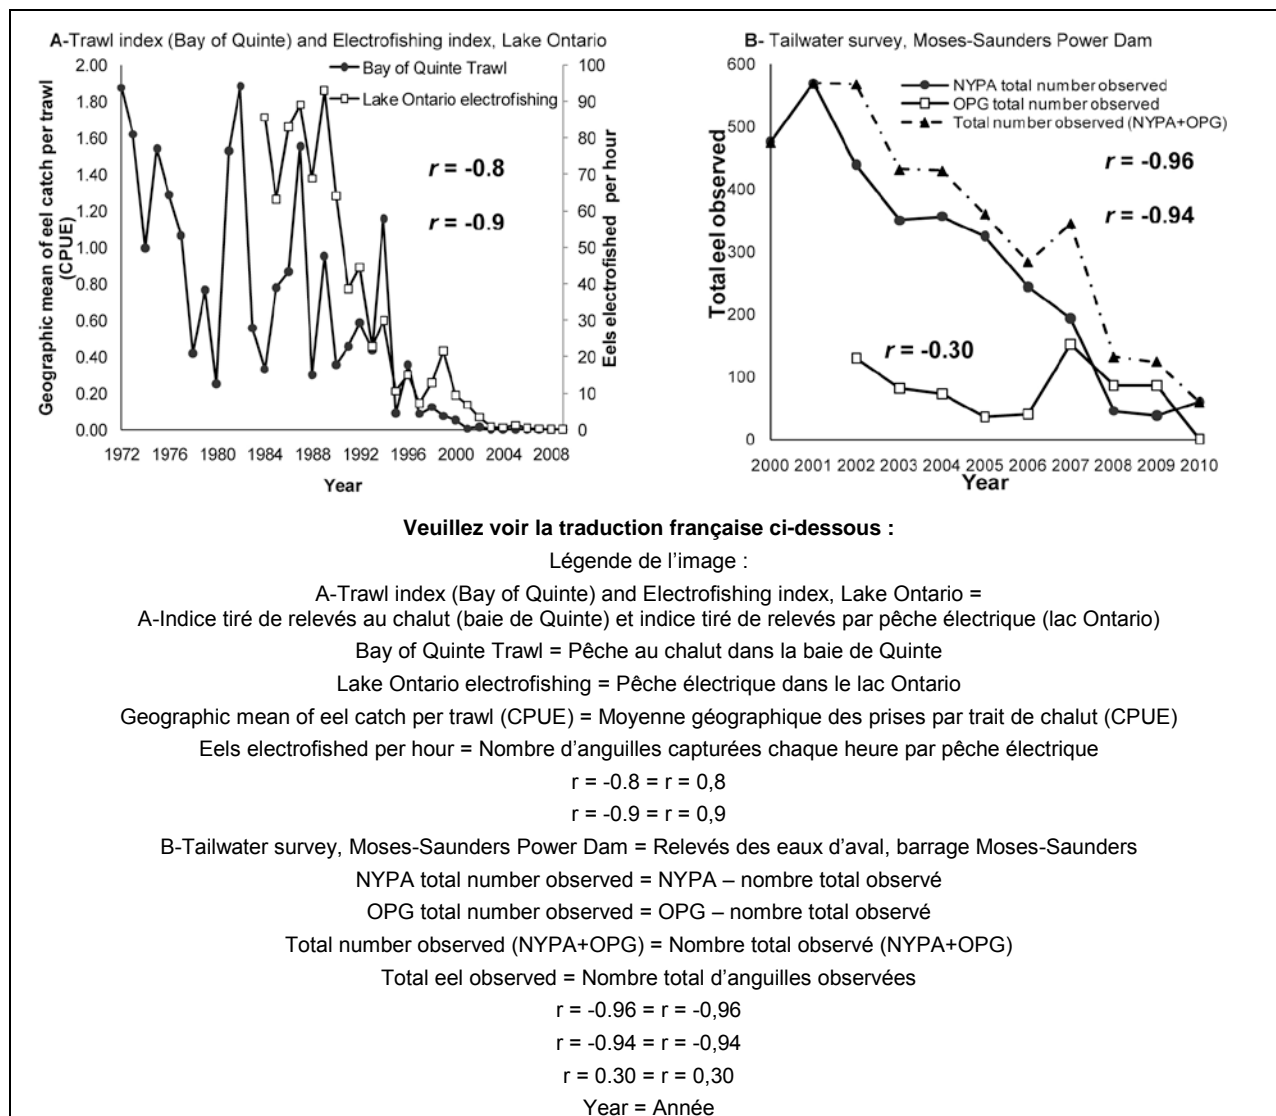 A-Trawl index (Bay of Quinte) and Electrofishing index, Lake Ontario
Bay of Quinte Trawl
Lake Ontario electrofishing
r = -0.8
r = -0.9
Geographic mean of eel catch per trawl
(CPUE)
2.00
1.80
1.60
1.40
1.20
1.00
0.80
0.60
0.40
0.20
0.00
100
90
80
70
60
50
40
30
20
10
0
Eels electrofished per hour
1972 1976 1980 1984 1988 1992 1996 2000 2004 2008
Year
B- Tailwater survey, Moses-Saunders Power Dam
NYPA total number observed
OPG total number observed
Total number observed (NYPA+OPG)
r = -0.96
r = -0.94
r = -0.30
Total eel observed
600
500
400
300
200
100
0
2000 2001 2002 2003 2004 2005 2006 2007 2008 2009 2010
Year
Veuillez voir la traduction française ci-dessous :
Légende de l’image :
A-Trawl index (Bay of Quinte) and Electrofishing index, Lake Ontario =
A-Indice tiré de relevés au chalut (baie de Quinte) et indice tiré de relevés par pêche électrique (lac Ontario)
Bay of Quinte Trawl = Pêche au chalut dans la baie de Quinte
Lake Ontario electrofishing = Pêche électrique dans le lac Ontario
Geographic mean of eel catch per trawl (CPUE) = Moyenne géographique des prises par trait de chalut (CPUE)
Eels electrofished per hour = Nombre d’anguilles capturées chaque heure par pêche électrique
r = -0.8 = r = 0,8
r = -0.9 = r = 0,9
B-Tailwater survey, Moses-Saunders Power Dam = Relevés des eaux d’aval, barrage Moses-Saunders
NYPA total number observed = NYPA – nombre total observé
OPG total number observed = OPG – nombre total observé
Total number observed (NYPA+OPG) = Nombre total observé (NYPA+OPG)
Total eel observed = Nombre total d’anguilles observées
r = -0.96 = r = -0,96
r = -0.94 = r = -0,94
r = 0.30 = r = 0,30
Year = Année